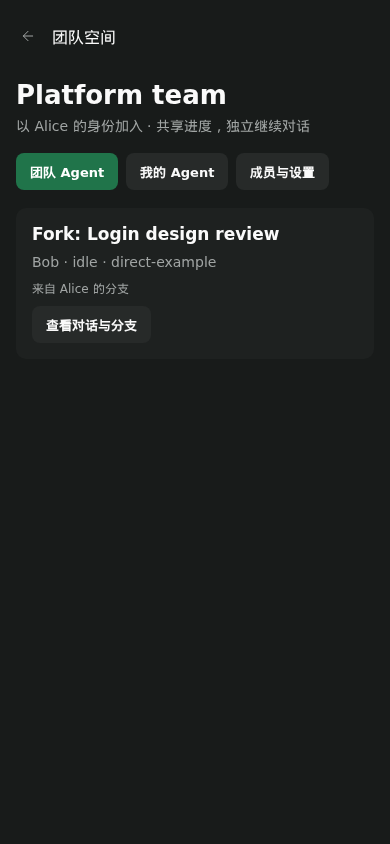 团队空间
Platform team
以 Alice 的身份加入 · 共享进度，独立继续对话
团队 Agent 我的 Agent 成员与设置
Fork: Login design review
Bob · idle · direct-example
来自 Alice 的分支
查看对话与分支